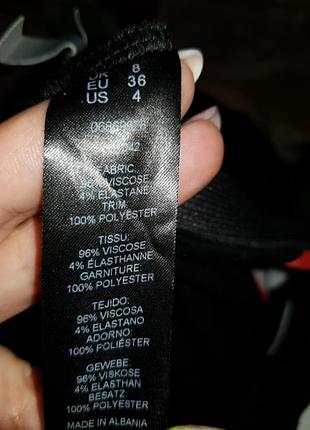 UK 8
EU 36
US 4
FABRIC:
96% VISCOSE
4% ELASTANE
TRIM
100% POLYESTER
TISSU:
96% VISCOSE
4% ÉLASTHANNE
GARNITURE:
100% POLYESTER
TEJIDO:
96% VISCOSA
4% ELASTANO
ADORNO:
100% POLIÉSTER
GEWEBE:
96% VISKOSE
4% ELASTHAN
BESATZ:
100% POLYESTER
MADE IN ALBANIA